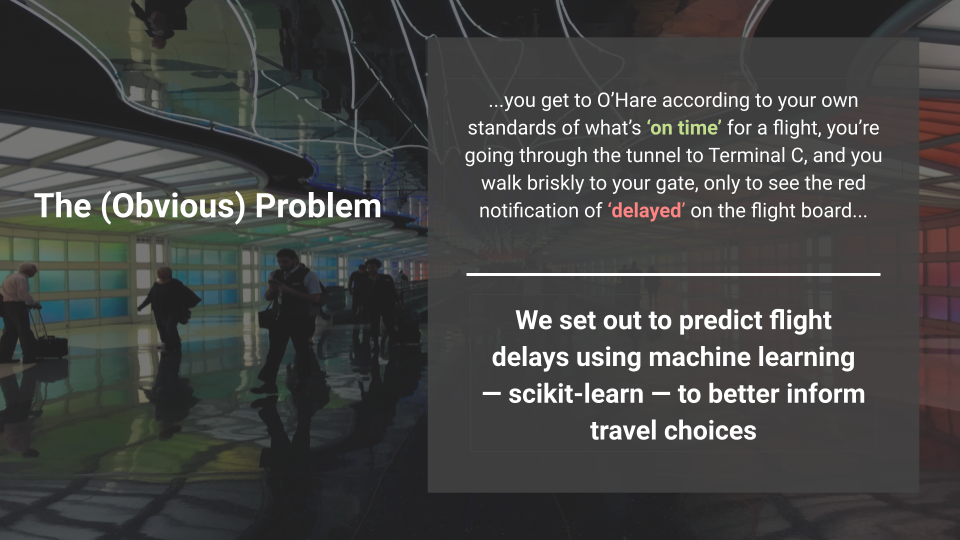 The (Obvious) Problem
...you get to O’Hare according to your own
standards of what’s ‘on time’ for a flight, you’re
going through the tunnel to Terminal C, and you
walk briskly to your gate, only to see the red
notification of ‘delayed’ on the flight board...
We set out to predict flight
delays using machine learning
— scikit-learn — to better inform
travel choices